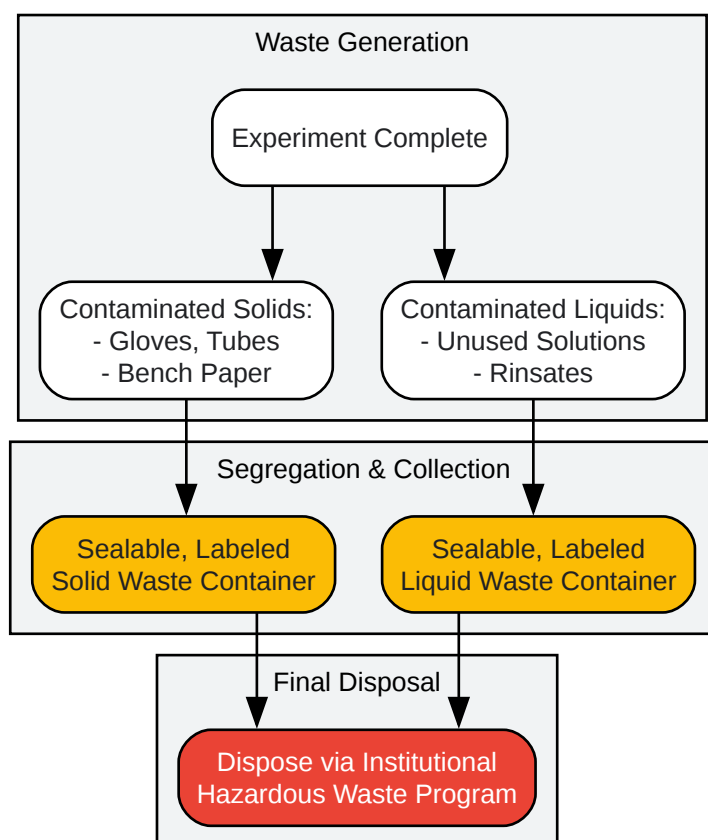 Waste Generation
Experiment Complete
Contaminated Solids:
- Gloves, Tubes
- Bench Paper
Contaminated Liquids:
- Unused Solutions
- Rinsates
Segregation & Collection
Sealable, Labeled
Solid Waste Container
Sealable, Labeled
Liquid Waste Container
Final Disposal
Dispose via Institutional
Hazardous Waste Program